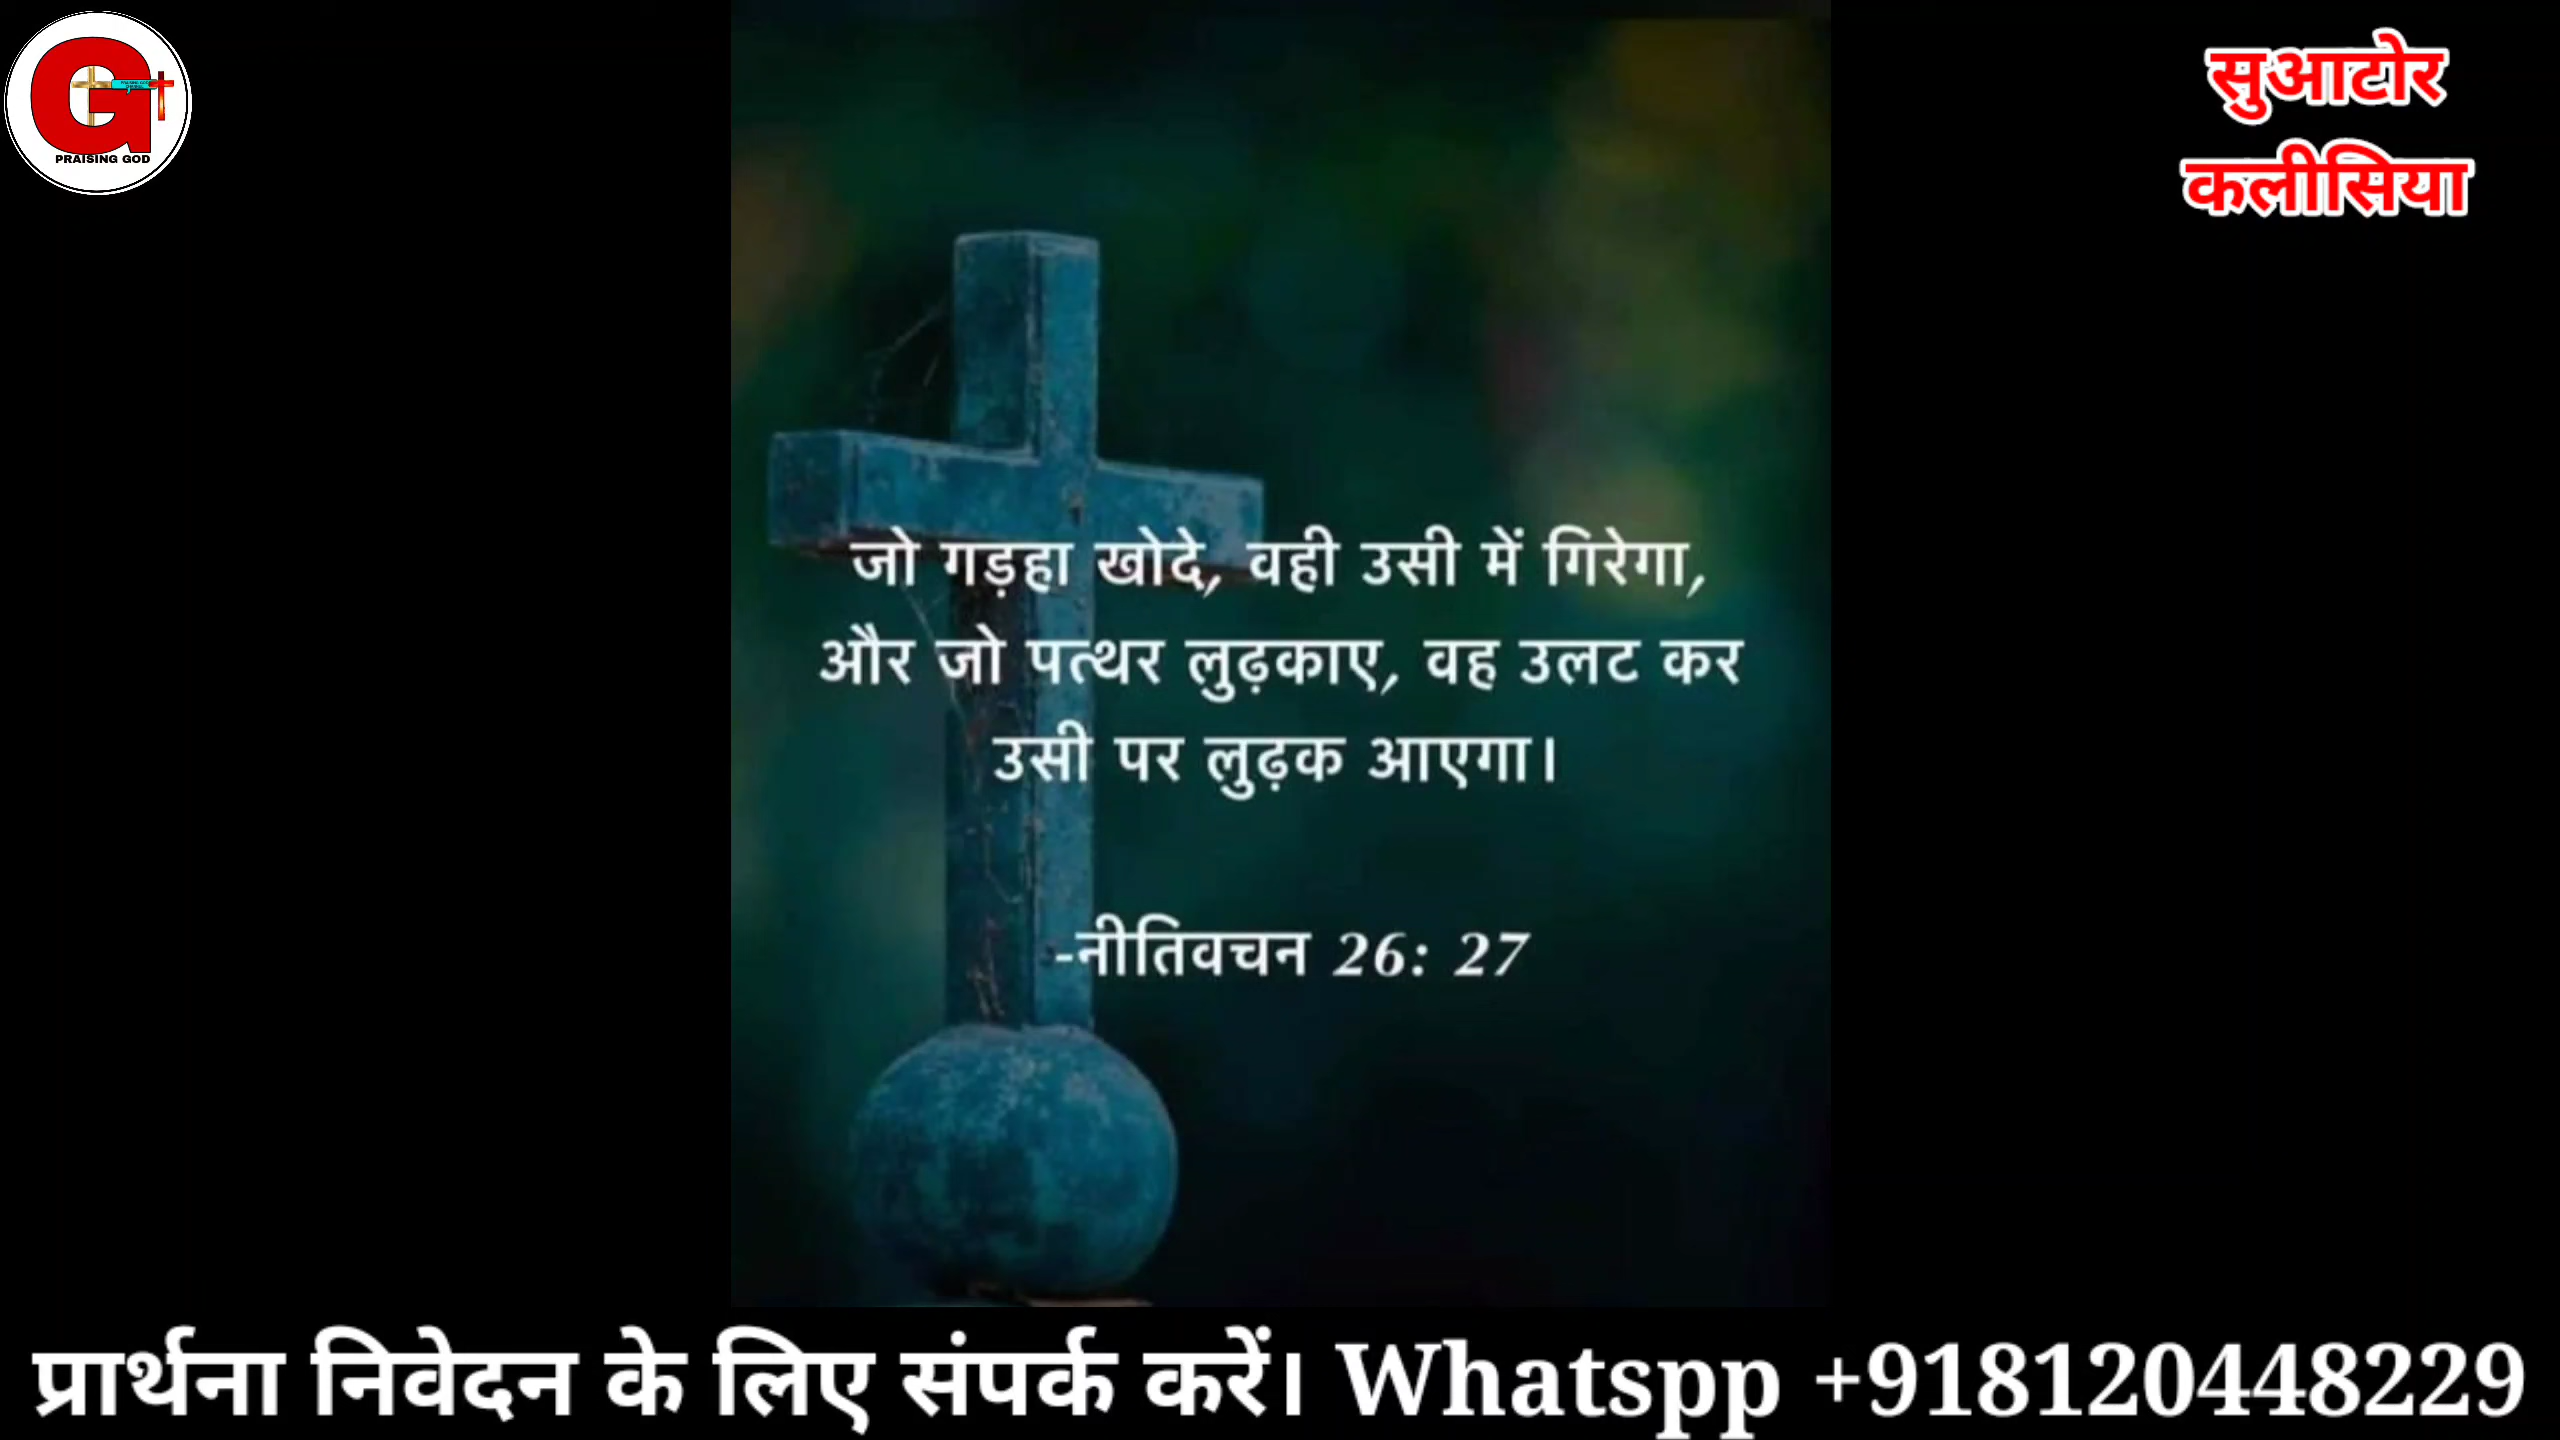 PRAISING GOD
सुआटोर
कलीसिया
जो गड़हा खोदे, वही उसी में गिरेगा,
और जो पत्थर लुढ़काए, वह उलट कर
उसी पर लुढ़क आएगा।
-नीतिवचन 26: 27
प्रार्थना निवेदन के लिए संपर्क करें। Whatspp +918120448229